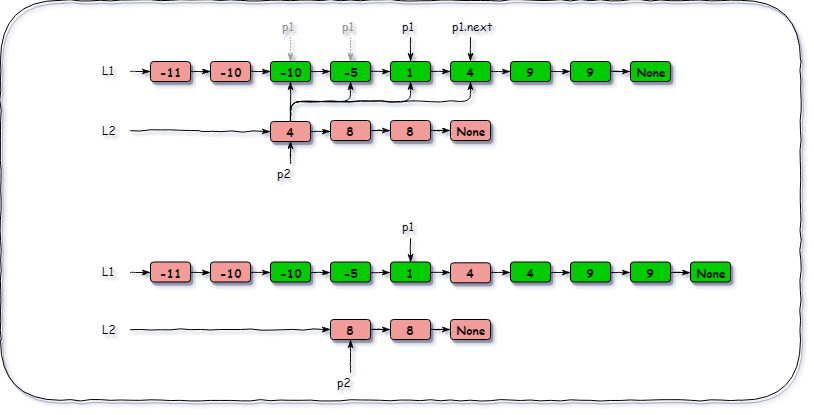 p1 p1 p1 p1.next
L1 -11 -10 -10 -5 1 4 9 9 None
L2 4 8 8 None
p2
p1
L1 -11 -10 -10 -5 1 4 4 9 9 None
L2 8 8 None
p2